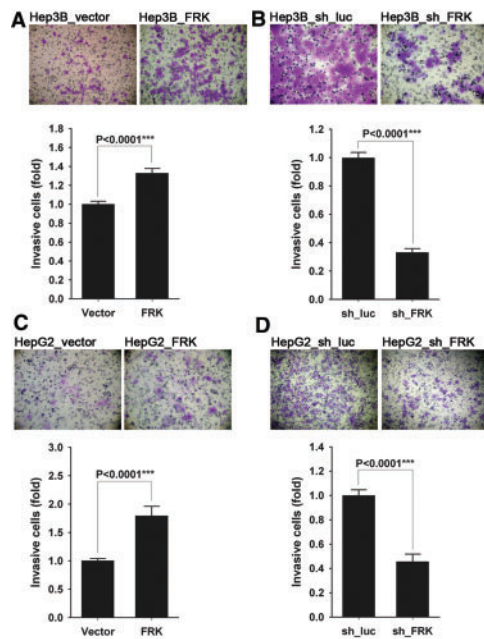 A
Hep3B_vector Hep3B_FRK
Invasive cells (fold)
1.8
1.6
1.4
1.2
1.0
0.8
0.6
0.4
0.2
0.0
P<0.0001***
Vector FRK
B
Hep3B_sh_luc Hep3B_sh_FRK
Invasive cells (fold)
1.2
1.0
0.8
0.6
0.4
0.2
0.0
P<0.0001***
sh_luc sh_FRK
C
HepG2_vector HepG2_FRK
Invasive cells (fold)
3.0
2.5
2.0
1.5
1.0
0.5
0.0
P<0.0001***
Vector FRK
D
HepG2_sh_luc HepG2_sh_FRK
Invasive cells (fold)
1.4
1.2
1.0
0.8
0.6
0.4
0.2
0.0
P<0.0001***
sh_luc sh_FRK